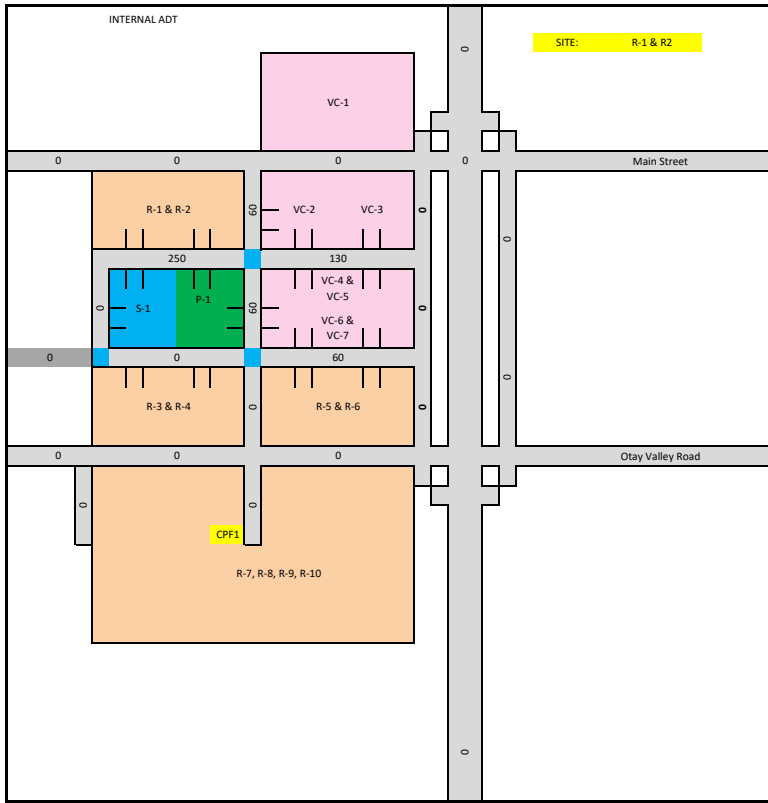 INTERNAL ADT
SITE: R-1 & R2
0
VC-1
0 0 0 0 Main Street
R-1 & R-2
60
VC-2 VC-3
0
0
250 130
0
S-1
P-1
60
VC-4 &
VC-5
VC-6 &
VC-7
0
0 0 60
0
R-3 & R-4
0
R-5 & R-6
0
0 0 0 Otay Valley Road
0
0
CPF1
R-7, R-8, R-9, R-10
0